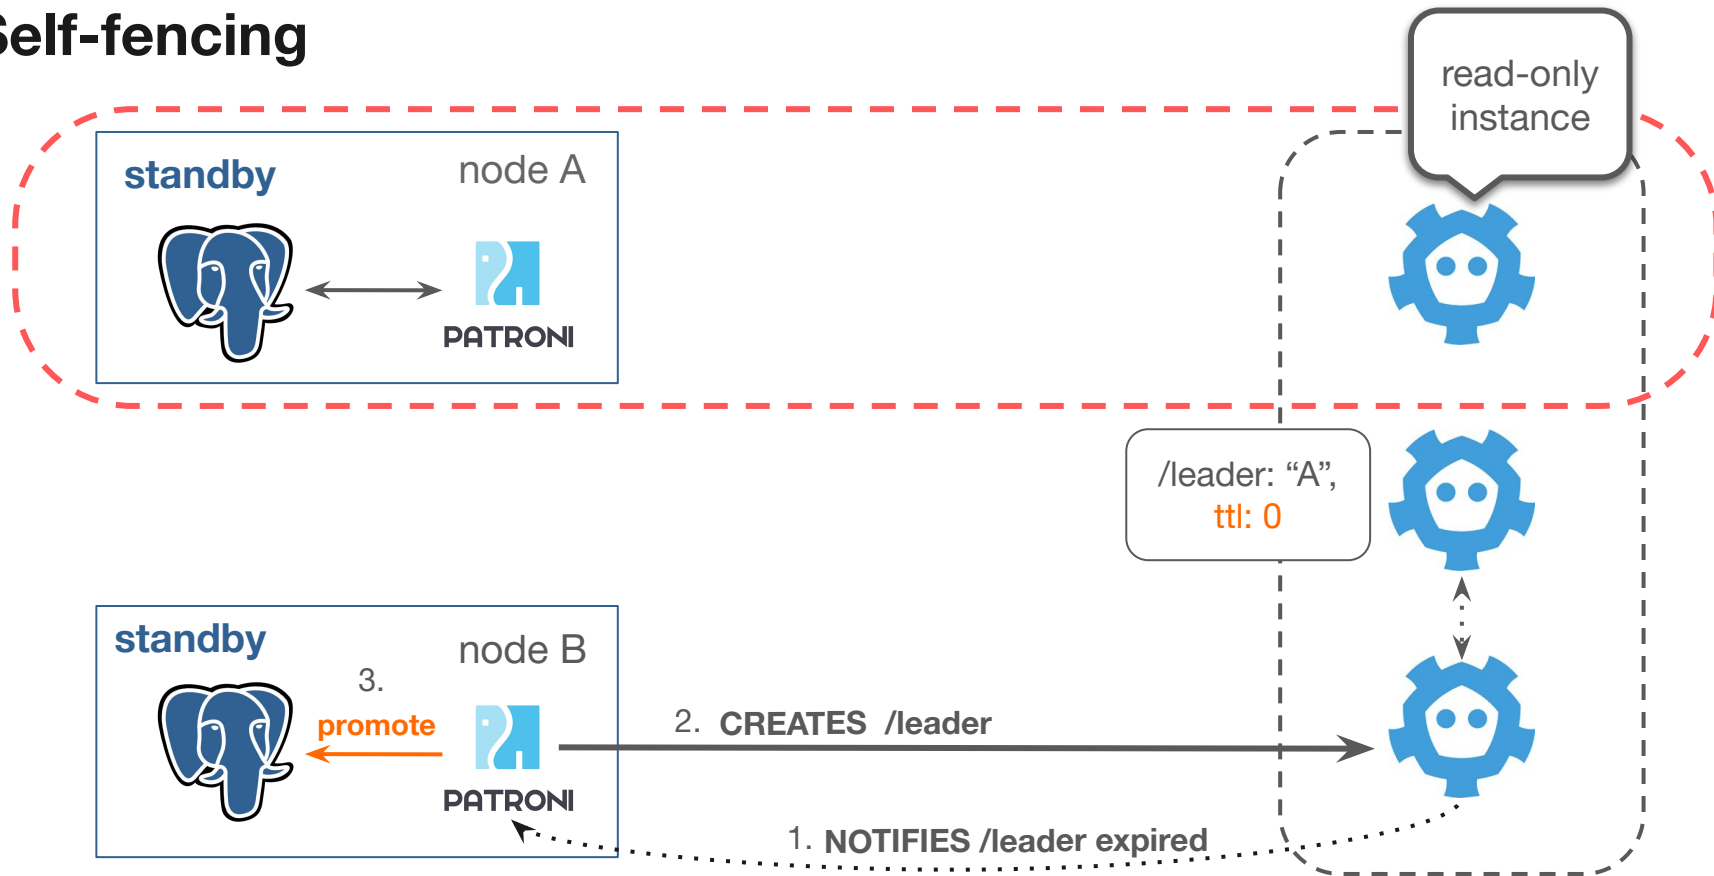 Self-fencing
read-only
instance
standby
node A
PATRONI
/leader: “A”,
ttl: 0
standby
node B
3.
promote
2. CREATES /leader
PATRONI
1. NOTIFIES /leader expired